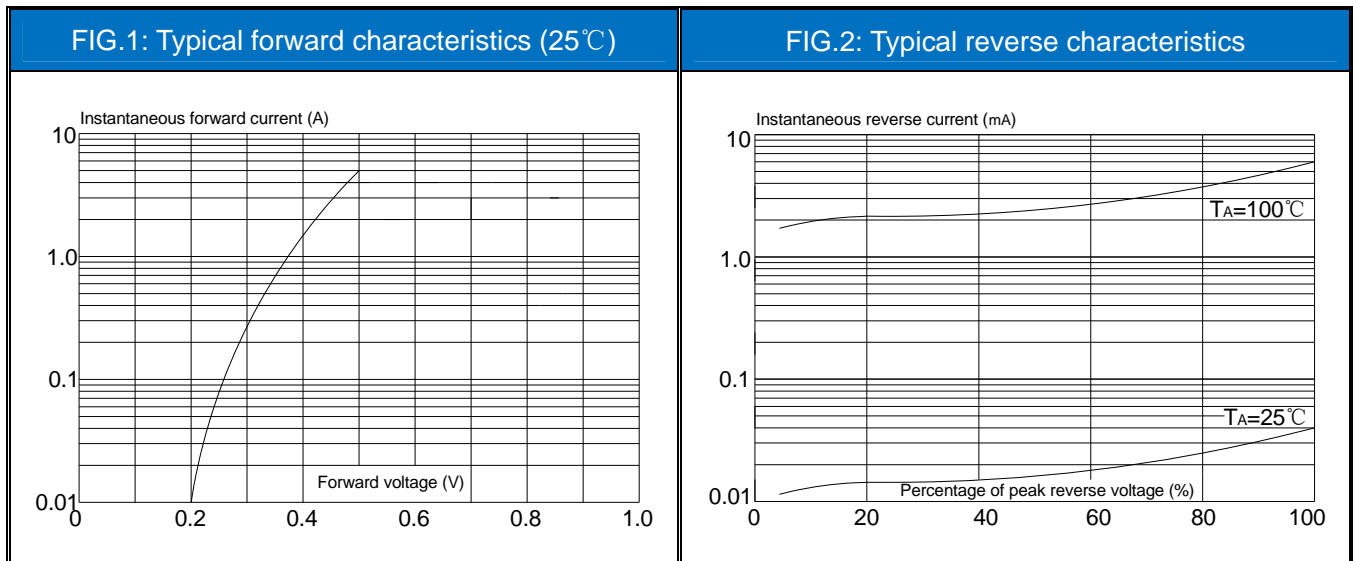 FIG.1: Typical forward characteristics (25℃)
Instantaneous forward current (A)
10
1.0
0.1
0.01
Forward voltage (V)
0 0.2 0.4 0.6 0.8 1.0
FIG.2: Typical reverse characteristics
Instantaneous reverse current (mA)
10
TA=100℃
1.0
0.1
TA=25℃
0.01
Percentage of peak reverse voltage (%)
0 20 40 60 80 100